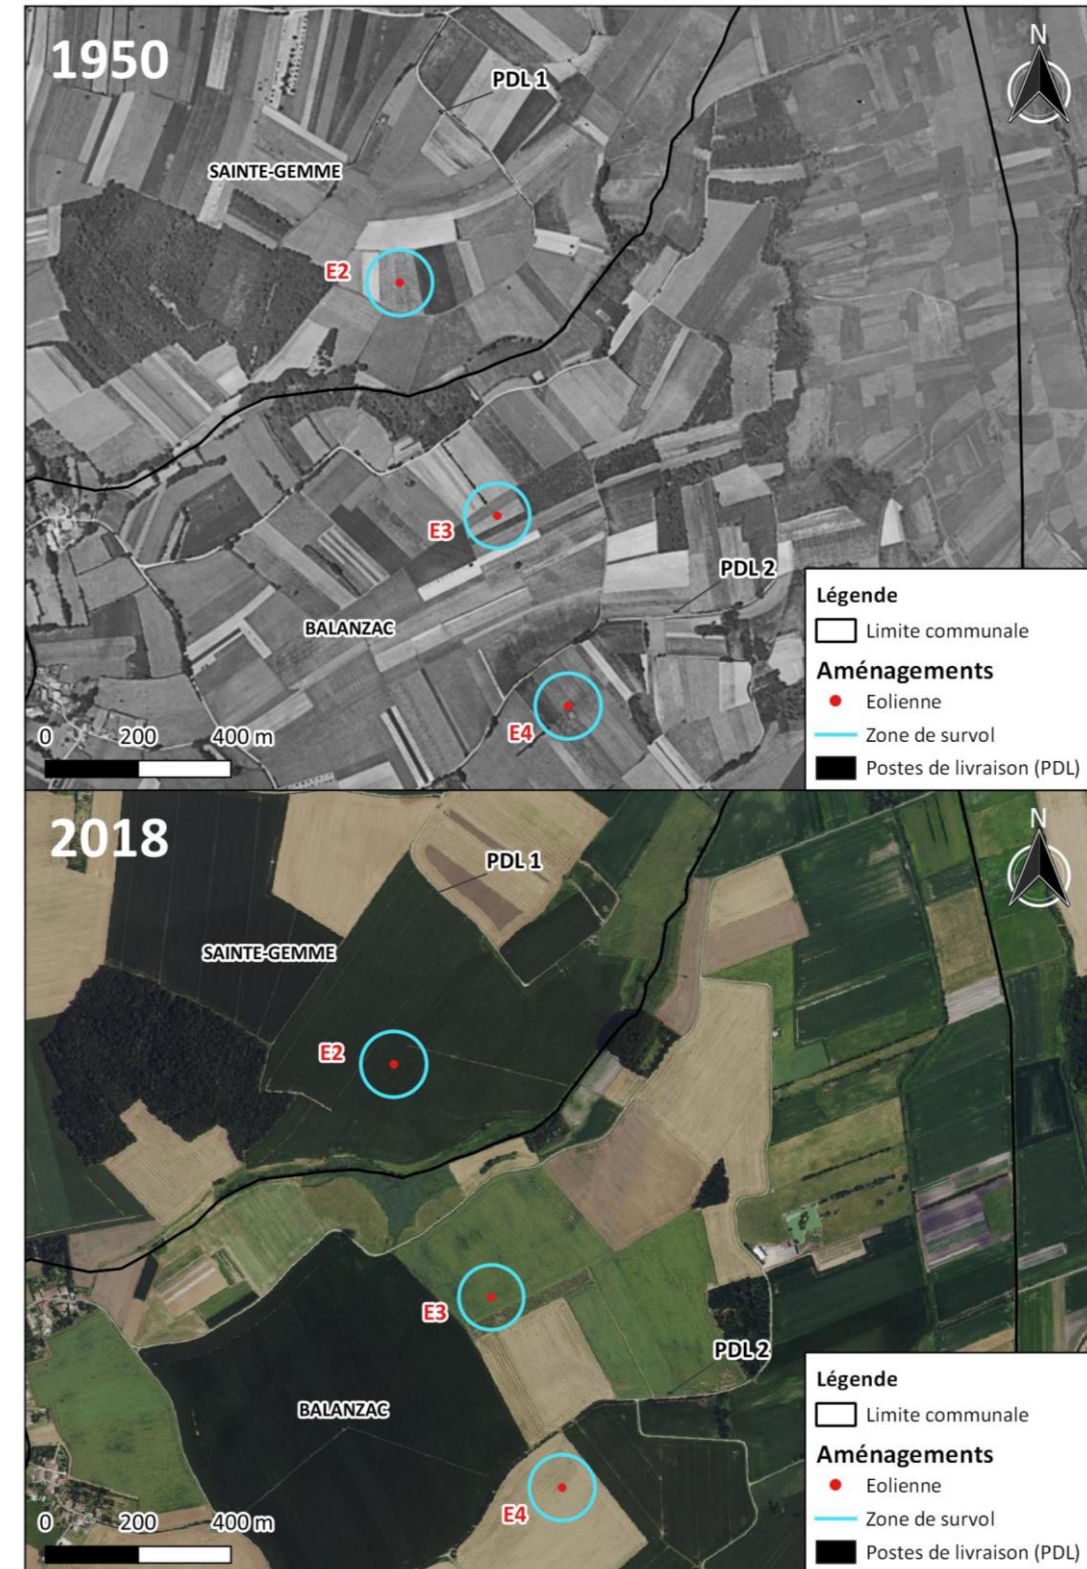 1950
N
PDL 1
SAINTE-GEMME
E2
E3
PDL 2
BALANZAC
E4
0 200 400 m
Légende
Limite communale
Aménagements
Eolienne
Zone de survol
Postes de livraison (PDL)
2018
N
PDL 1
SAINTE-GEMME
E2
E3
PDL 2
BALANZAC
E4
0 200 400 m
Légende
Limite communale
Aménagements
Eolienne
Zone de survol
Postes de livraison (PDL)